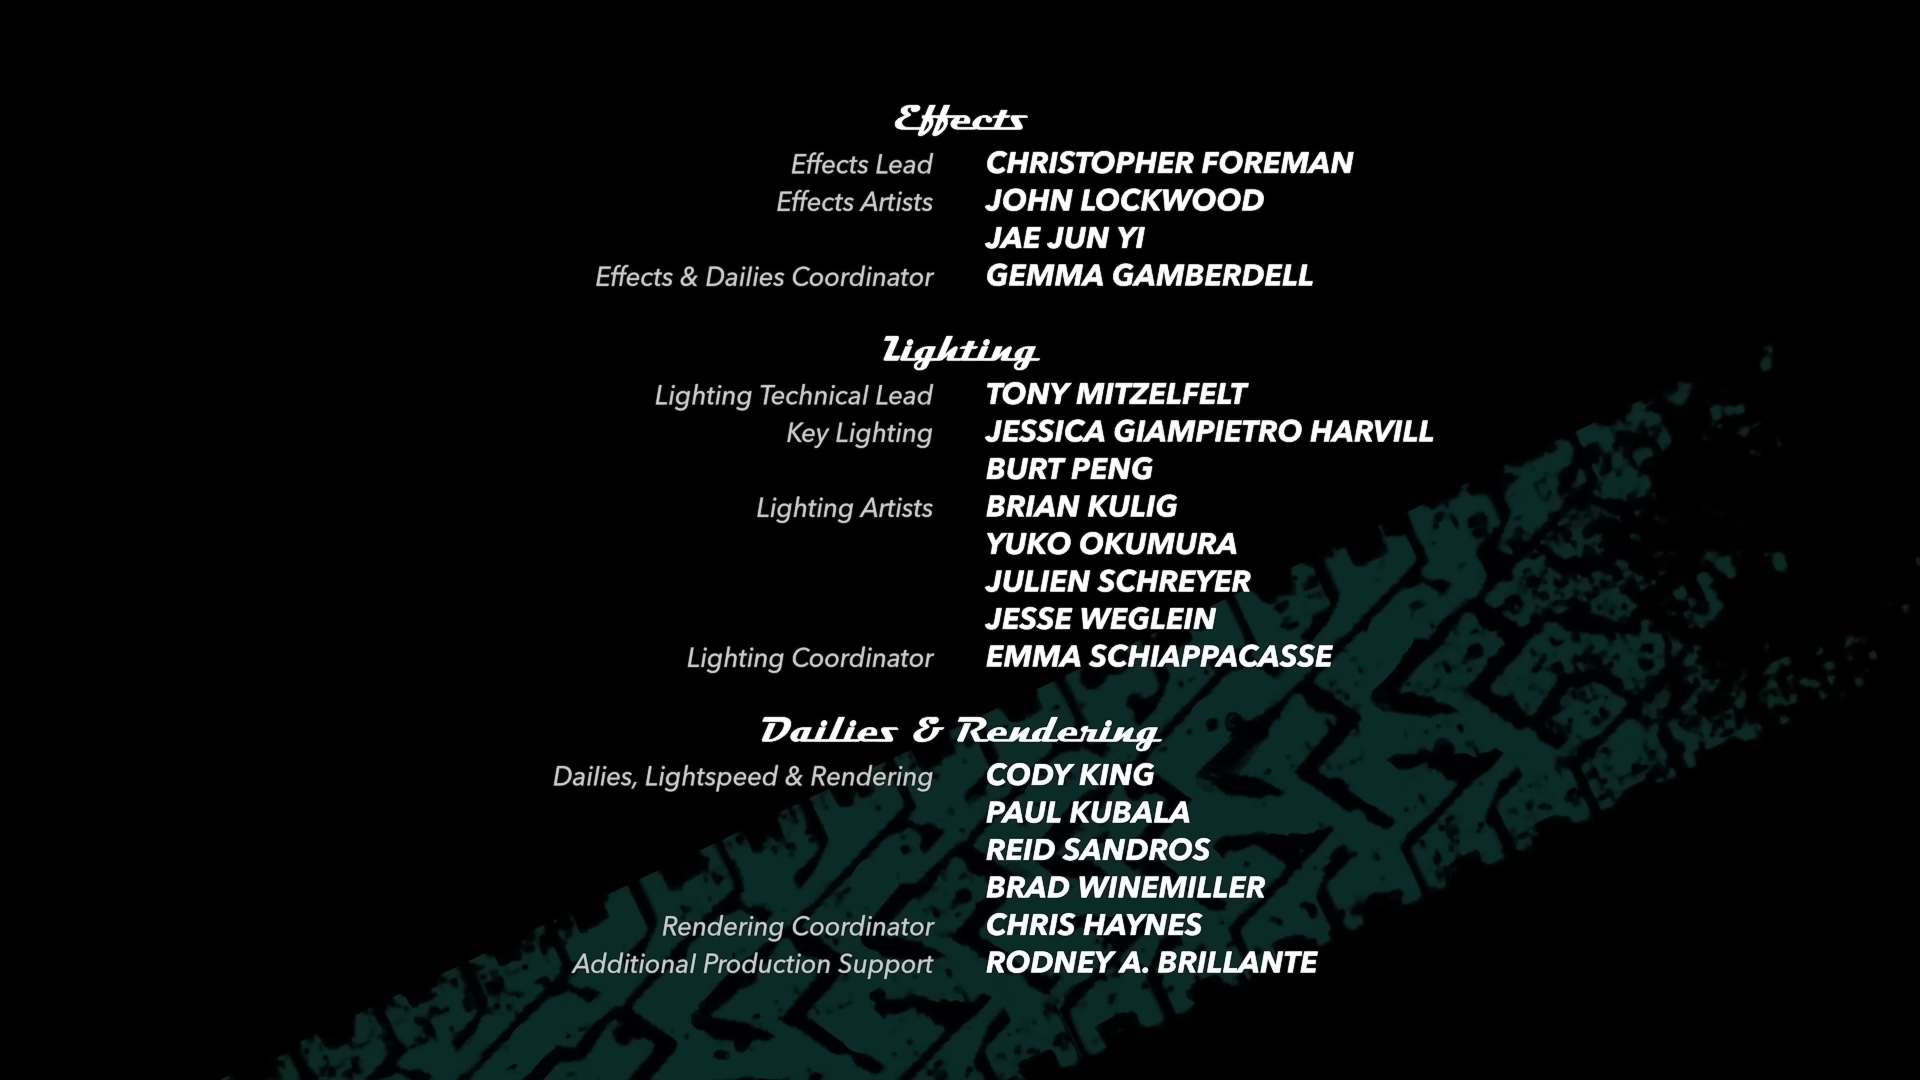 Effects
Effects Lead CHRISTOPHER FOREMAN
Effects Artists JOHN LOCKWOOD
JAE JUN YI
Effects & Dailies Coordinator GEMMA GAMBERDELL
Lighting
Lighting Technical Lead TONY MITZELFELT
Key Lighting JESSICA GIAMPIETRO HARVILL
BURT PENG
Lighting Artists BRIAN KULIG
YUKO OKUMURA
JULIEN SCHREYER
JESSE WEGLEIN
Lighting Coordinator EMMA SCHIAPPACASSE
Dailies & Rendering
Dailies, Lightspeed & Rendering CODY KING
PAUL KUBALA
REID SANDROS
BRAD WINEMILLER
Rendering Coordinator CHRIS HAYNES
Additional Production Support RODNEY A. BRILLANTE